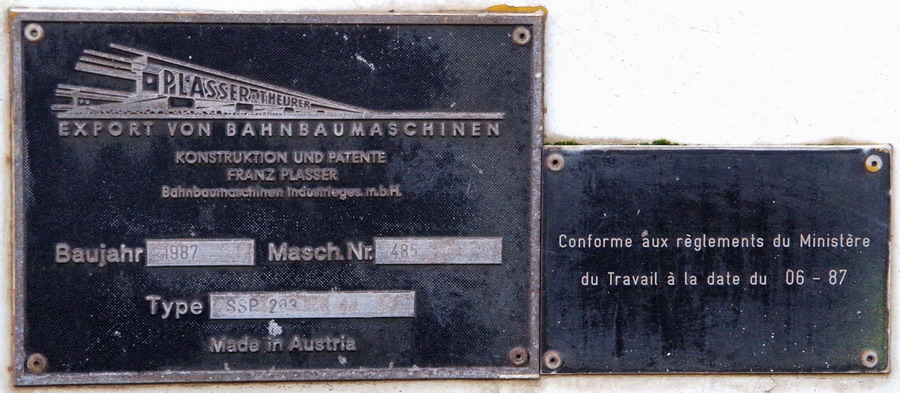 PLASSER & THEURER
EXPORT VON BAHNBAUMASCHINEN
KONSTRUKTION UND PATENTE
FRANZ PLASSER
Bahnbaumaschinen Industrieges. m.b.H.
Baujahr 1987 Masch. Nr. 485
Type SSP 203
Made in Austria
Conforme aux règlements du Ministère
du Travail à la date du 06 - 87